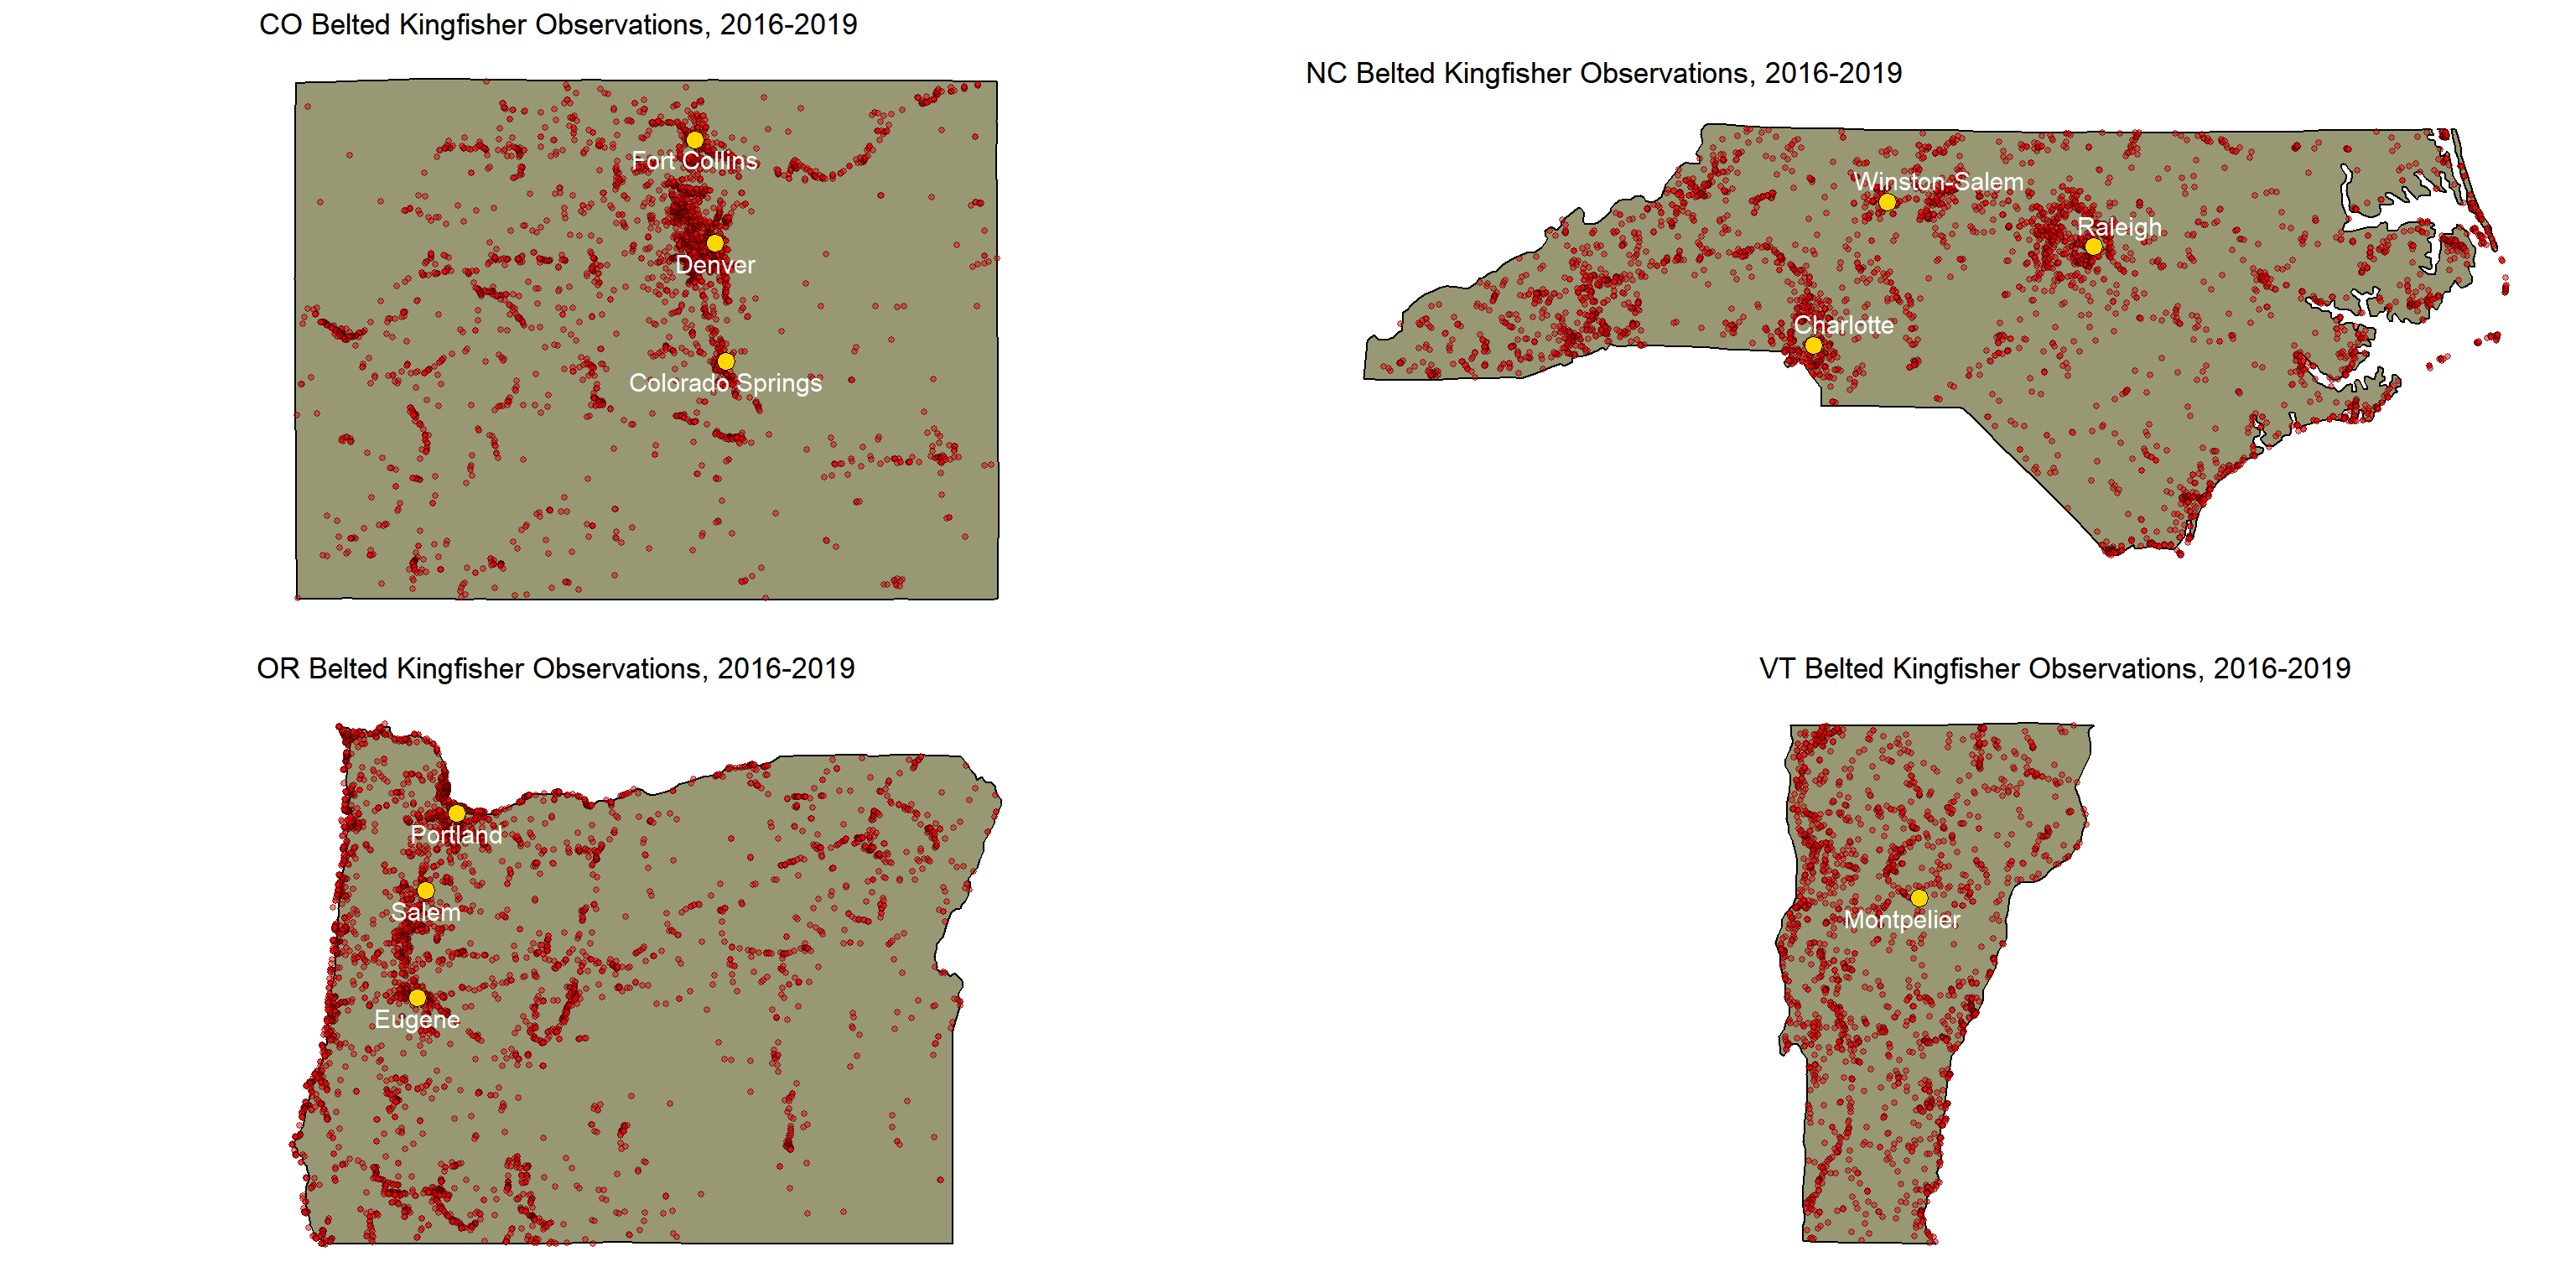 CO Belted Kingfisher Observations, 2016-2019
Fort Collins
Denver
Colorado Springs
NC Belted Kingfisher Observations, 2016-2019
Winston-Salem
Raleigh
Charlotte
OR Belted Kingfisher Observations, 2016-2019
Portland
Salem
Eugene
VT Belted Kingfisher Observations, 2016-2019
Montpelier